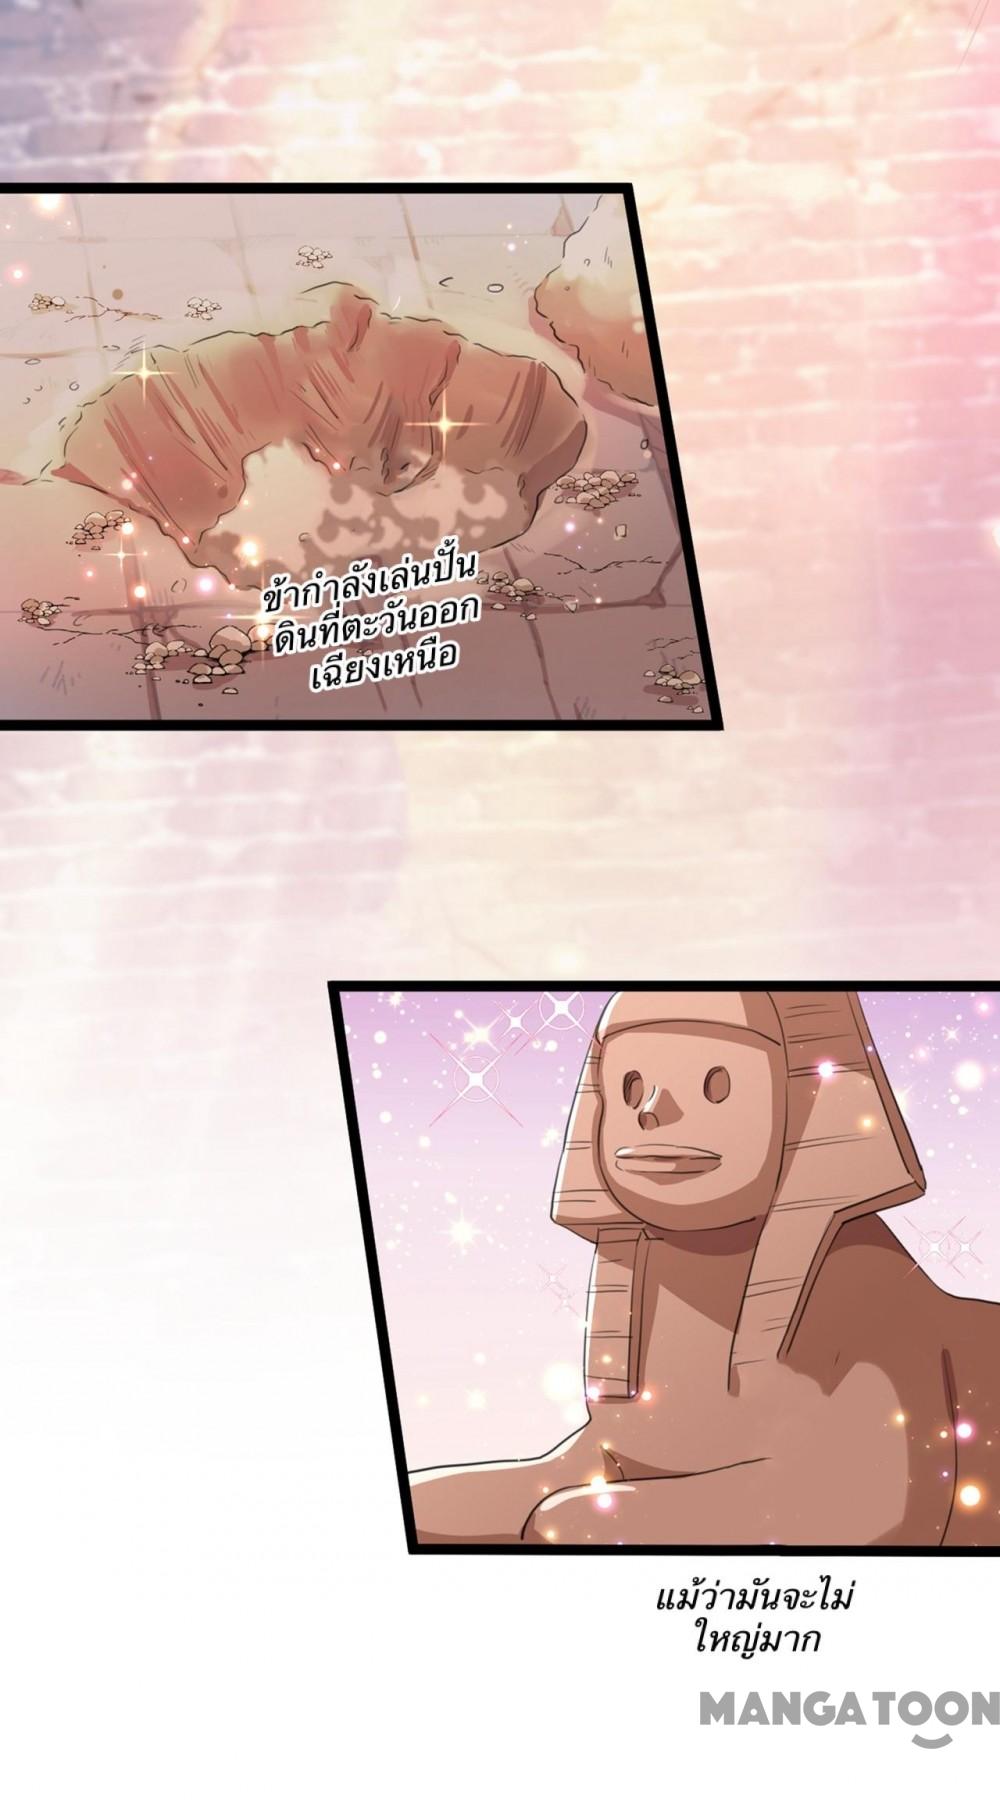 ข้ากำลังเล่นปั้น
ดินที่ตะวันออก
เฉียงเหนือ
แม้ว่ามันจะไม่
ใหญ่มาก
MANGATOON